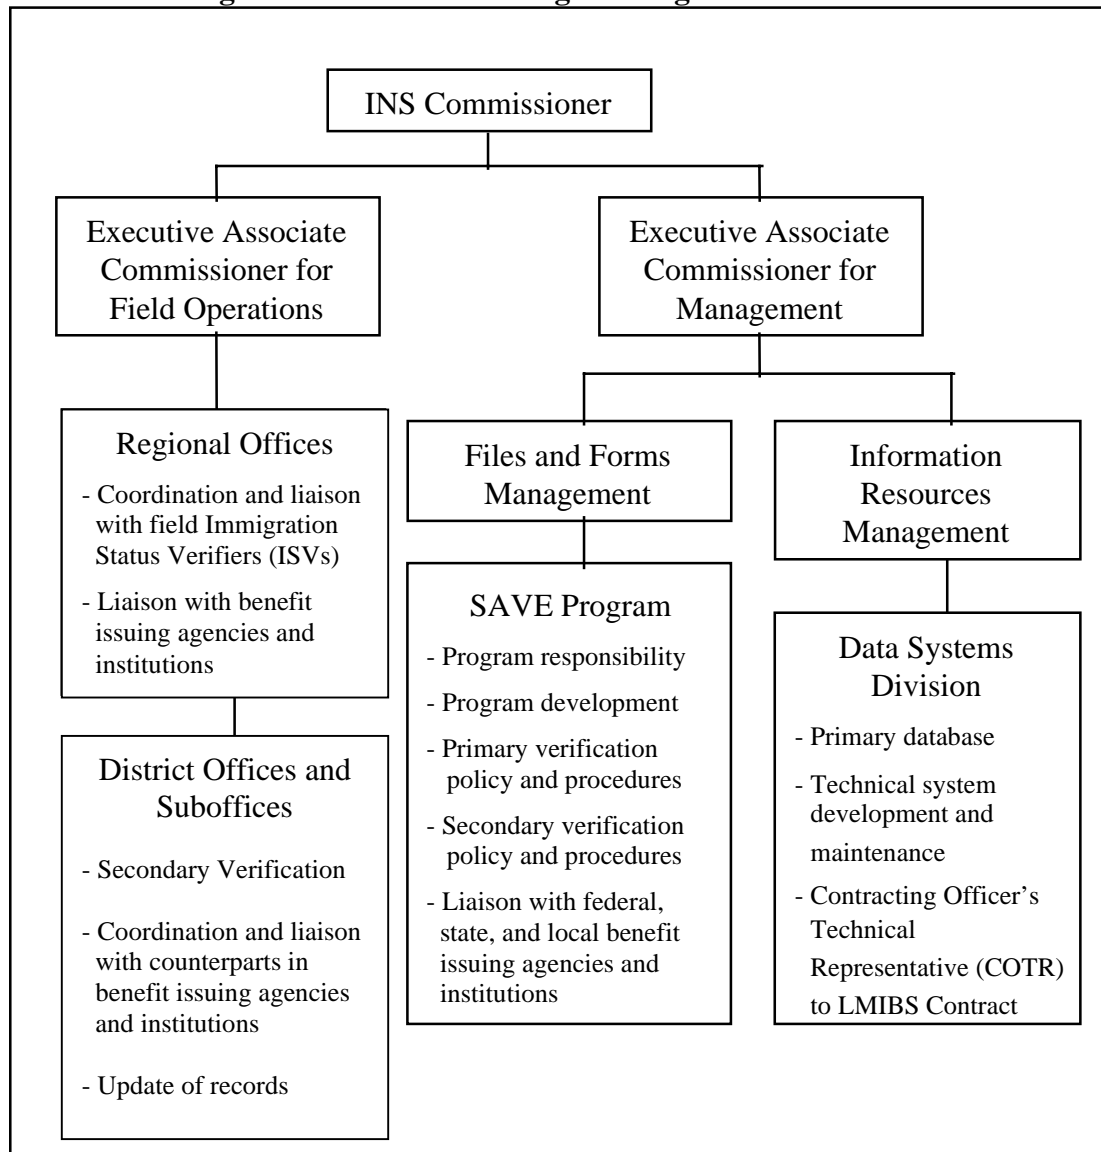 INS Commissioner
Executive Associate
Commissioner for
Field Operations
Executive Associate
Commissioner for
Management
Regional Offices
- Coordination and liaison
with field Immigration
Status Verifiers (ISVs)
- Liaison with benefit
issuing agencies and
institutions
Files and Forms
Management
Information
Resources
Management
District Offices and
Suboffices
- Secondary Verification
- Coordination and liaison
with counterparts in
benefit issuing agencies
and institutions
- Update of records
SAVE Program
- Program responsibility
- Program development
- Primary verification
policy and procedures
- Secondary verification
policy and procedures
- Liaison with federal,
state, and local benefit
issuing agencies and
institutions
Data Systems
Division
- Primary database
- Technical system
development and
maintenance
- Contracting Officer’s
Technical
Representative (COTR)
to LMIBS Contract